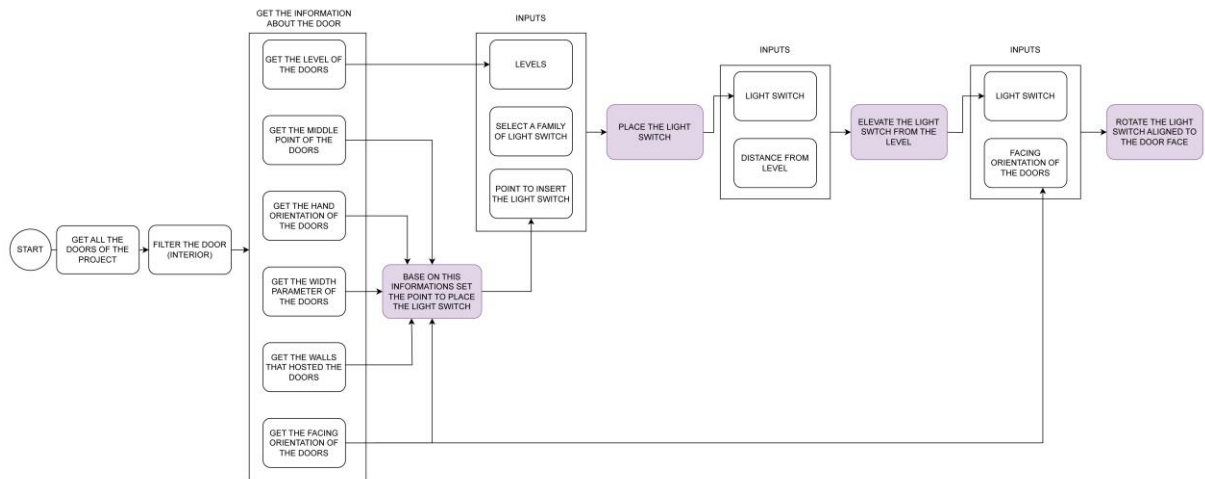 START
GET ALL THE
DOORS OF THE
PROJECT
FILTER THE DOOR
(INTERIOR)
GET THE INFORMATION
ABOUT THE DOOR
GET THE LEVEL OF
THE DOORS
GET THE MIDDLE
POINT OF THE
DOORS
GET THE HAND
ORIENTATION OF
THE DOORS
GET THE WIDTH
PARAMETER OF
THE DOORS
GET THE WALLS
THAT HOSTED THE
DOORS
GET THE FACING
ORIENTATION OF
THE DOORS
BASE ON THIS
INFORMATIONS SET
THE POINT TO PLACE
THE LIGHT SWITCH
INPUTS
LEVELS
SELECT A FAMILY
OF LIGHT SWITCH
POINT TO INSERT
THE LIGHT SWITCH
PLACE THE LIGHT
SWITCH
INPUTS
LIGHT SWITCH
DISTANCE FROM
LEVEL
ELEVATE THE LIGHT
SWTCH FROM THE
LEVEL
INPUTS
LIGHT SWITCH
FACING
ORIENTATION OF
THE DOORS
ROTATE THE LIGHT
SWITCH ALIGNED TO
THE DOOR FACE